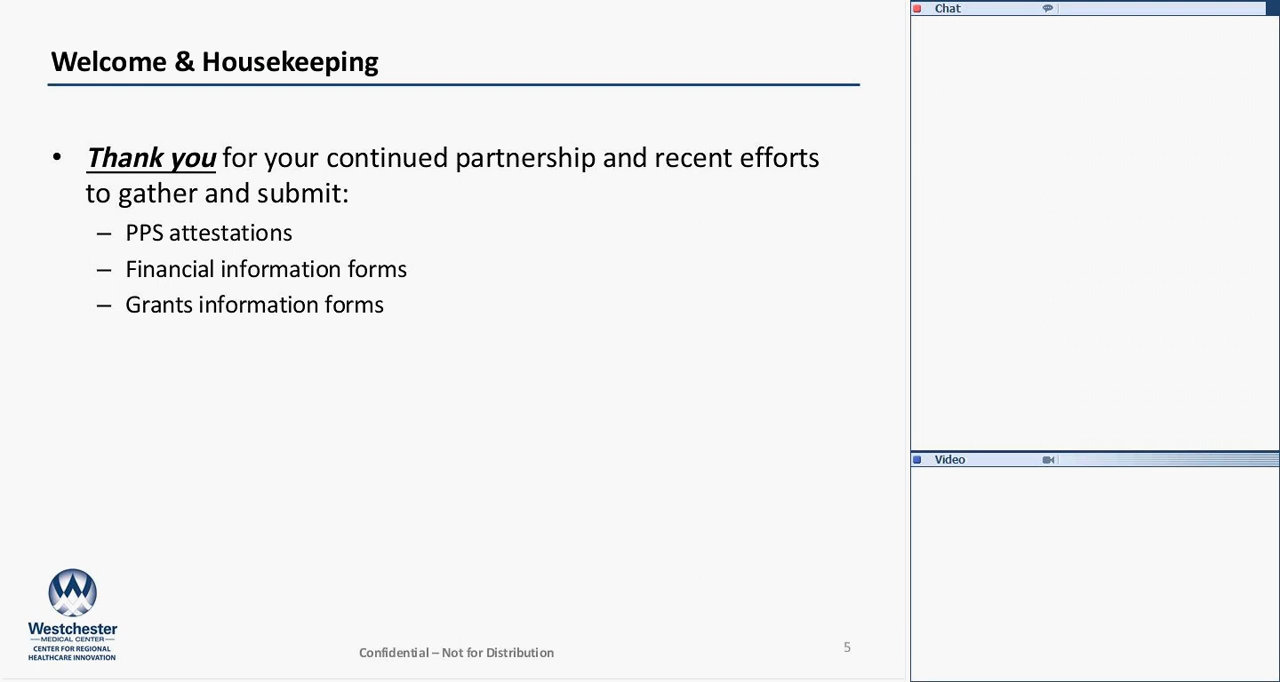 Welcome & Housekeeping
• Thank you for your continued partnership and recent efforts
to gather and submit:
– PPS attestations
– Financial information forms
– Grants information forms
Westchester
MEDICAL CENTER
CENTER FOR REGIONAL
HEALTHCARE INNOVATION
Confidential – Not for Distribution
5
Chat
Video